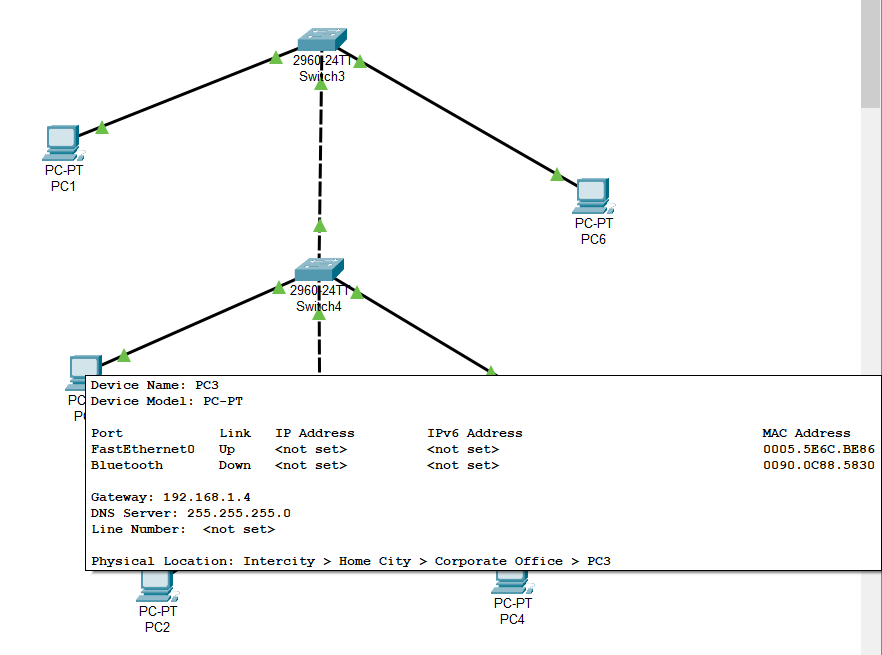 2960-24TT
Switch3
PC-PT
PC1
PC-PT
PC6
2960-24TT
Switch4
PC
P
Device Name: PC3
Device Model: PC-PT
Port Link IP Address IPv6 Address MAC Address
FastEthernet0 Up <not set> <not set> 0005.5E6C.BE86
Bluetooth Down <not set> <not set> 0090.0C88.5830
Gateway: 192.168.1.4
DNS Server: 255.255.255.0
Line Number: <not set>
Physical Location: Intercity > Home City > Corporate Office > PC3
PC-PT
PC2
PC-PT
PC4